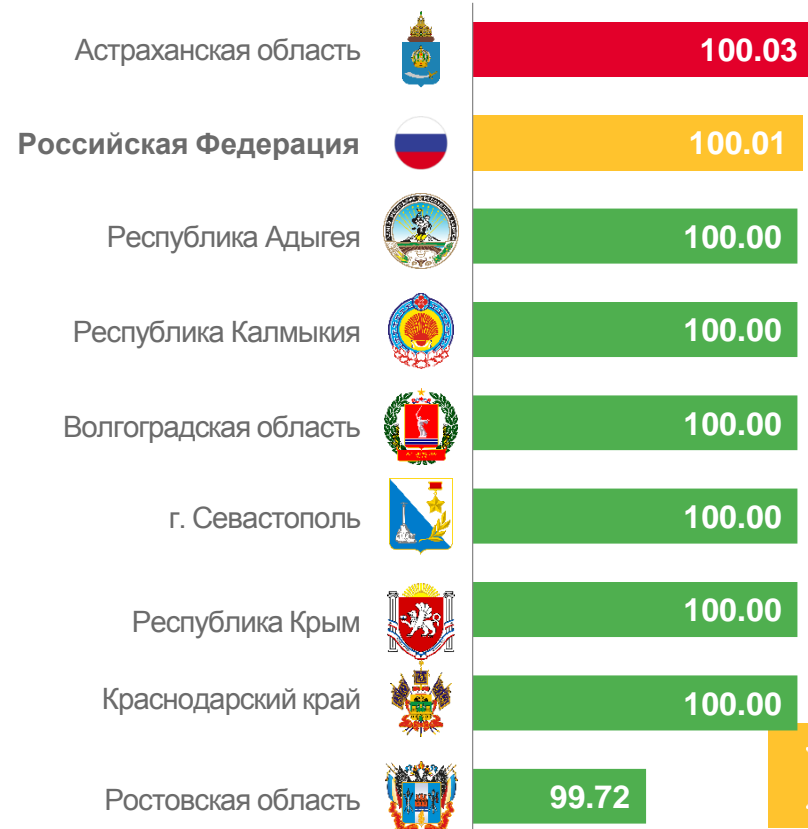 Астраханская область 100.03
Российская Федерация 100.01
Республика Адыгея 100.00
Республика Калмыкия 100.00
Волгоградская область 100.00
г. Севастополь 100.00
Республика Крым 100.00
Краснодарский край 100.00
Ростовская область 99.72